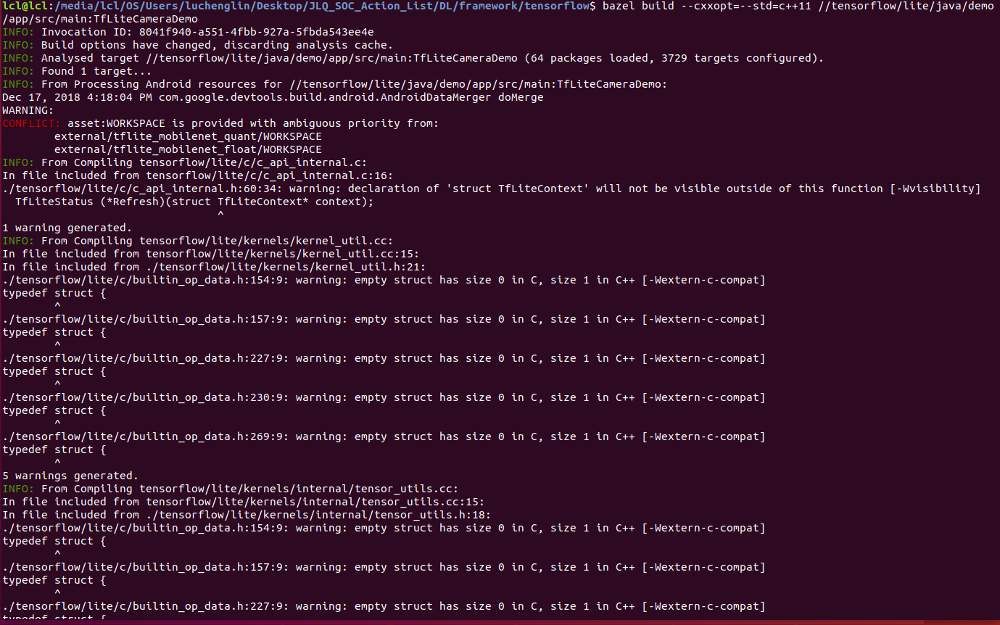 lcl@lcl:/media/lcl/OS/Users/luchenglin/Desktop/JLQ_SOC_Action_List/DL/framework/tensorflow$ bazel build --cxxopt=--std=c++11 //tensorflow/lite/java/demo
/app/src/main:TfLiteCameraDemo
INFO: Invocation ID: 8041f940-a551-4fbb-927a-5fbda543ee4e
INFO: Build options have changed, discarding analysis cache.
INFO: Analysed target //tensorflow/lite/java/demo/app/src/main:TfLiteCameraDemo (64 packages loaded, 3729 targets configured).
INFO: Found 1 target...
INFO: From Processing Android resources for //tensorflow/lite/java/demo/app/src/main:TfLiteCameraDemo:
Dec 17, 2018 4:18:04 PM com.google.devtools.build.android.AndroidDataMerger doMerge
WARNING:
CONFLICT: asset:WORKSPACE is provided with ambiguous priority from:
        external/tflite_mobilenet_quant/WORKSPACE
        external/tflite_mobilenet_float/WORKSPACE
INFO: From Compiling tensorflow/lite/c/c_api_internal.c:
In file included from tensorflow/lite/c/c_api_internal.c:16:
./tensorflow/lite/c/c_api_internal.h:60:34: warning: declaration of 'struct TfLiteContext' will not be visible outside of this function [-Wvisibility]
  TfLiteStatus (*Refresh)(struct TfLiteContext* context);
                                 ^
1 warning generated.
INFO: From Compiling tensorflow/lite/kernels/kernel_util.cc:
In file included from tensorflow/lite/kernels/kernel_util.cc:15:
In file included from ./tensorflow/lite/kernels/kernel_util.h:21:
./tensorflow/lite/c/builtin_op_data.h:154:9: warning: empty struct has size 0 in C, size 1 in C++ [-Wextern-c-compat]
typedef struct {
        ^
./tensorflow/lite/c/builtin_op_data.h:157:9: warning: empty struct has size 0 in C, size 1 in C++ [-Wextern-c-compat]
typedef struct {
        ^
./tensorflow/lite/c/builtin_op_data.h:227:9: warning: empty struct has size 0 in C, size 1 in C++ [-Wextern-c-compat]
typedef struct {
        ^
./tensorflow/lite/c/builtin_op_data.h:230:9: warning: empty struct has size 0 in C, size 1 in C++ [-Wextern-c-compat]
typedef struct {
        ^
./tensorflow/lite/c/builtin_op_data.h:269:9: warning: empty struct has size 0 in C, size 1 in C++ [-Wextern-c-compat]
typedef struct {
        ^
5 warnings generated.
INFO: From Compiling tensorflow/lite/kernels/internal/tensor_utils.cc:
In file included from tensorflow/lite/kernels/internal/tensor_utils.cc:15:
In file included from ./tensorflow/lite/kernels/internal/tensor_utils.h:18:
./tensorflow/lite/c/builtin_op_data.h:154:9: warning: empty struct has size 0 in C, size 1 in C++ [-Wextern-c-compat]
typedef struct {
        ^
./tensorflow/lite/c/builtin_op_data.h:157:9: warning: empty struct has size 0 in C, size 1 in C++ [-Wextern-c-compat]
typedef struct {
        ^
./tensorflow/lite/c/builtin_op_data.h:227:9: warning: empty struct has size 0 in C, size 1 in C++ [-Wextern-c-compat]
typedef struct {